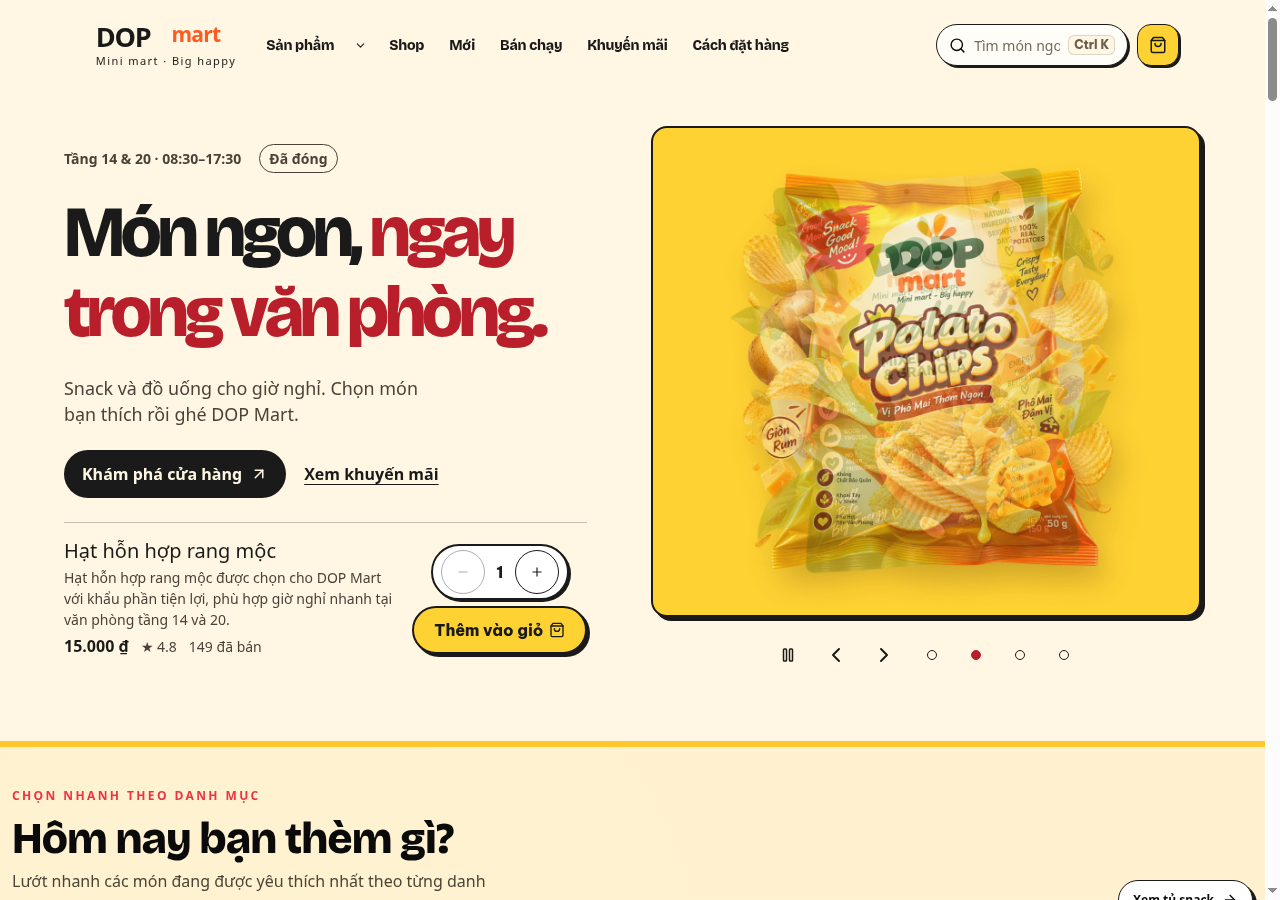 DOP mart
Mini mart · Big happy
Sản phẩm
Shop
Mới
Bán chạy
Khuyến mãi
Cách đặt hàng
Ctrl K
Tầng 14 & 20 · 08:30–17:30
Đã đóng
Món ngon, ngay
trong văn phòng.
Snack và đồ uống cho giờ nghỉ. Chọn món
bạn thích rồi ghé DOP Mart.
Khám phá cửa hàng
Xem khuyến mãi
Hạt hỗn hợp rang mộc
Hạt hỗn hợp rang mộc được chọn cho DOP Mart
với khẩu phần tiện lợi, phù hợp giờ nghỉ nhanh tại
văn phòng tầng 14 và 20.
15.000 ₫ ★ 4.8 149 đã bán
1
Thêm vào giỏ
Snack
Good
Mood!
100%
REAL
POTATOES
Crispy
Tasty
Everyday!
DOP
mart
Mini mart - Big happy
Potato
Chips
Vị Phô Mai Thơm Ngon
Phô Mai
Đậm Vị
Giòn
Rụm
50 g
CHỌN NHANH THEO DANH MỤC
Hôm nay bạn thèm gì?
Lướt nhanh các món đang được yêu thích nhất theo từng danh
Xem tủ snack